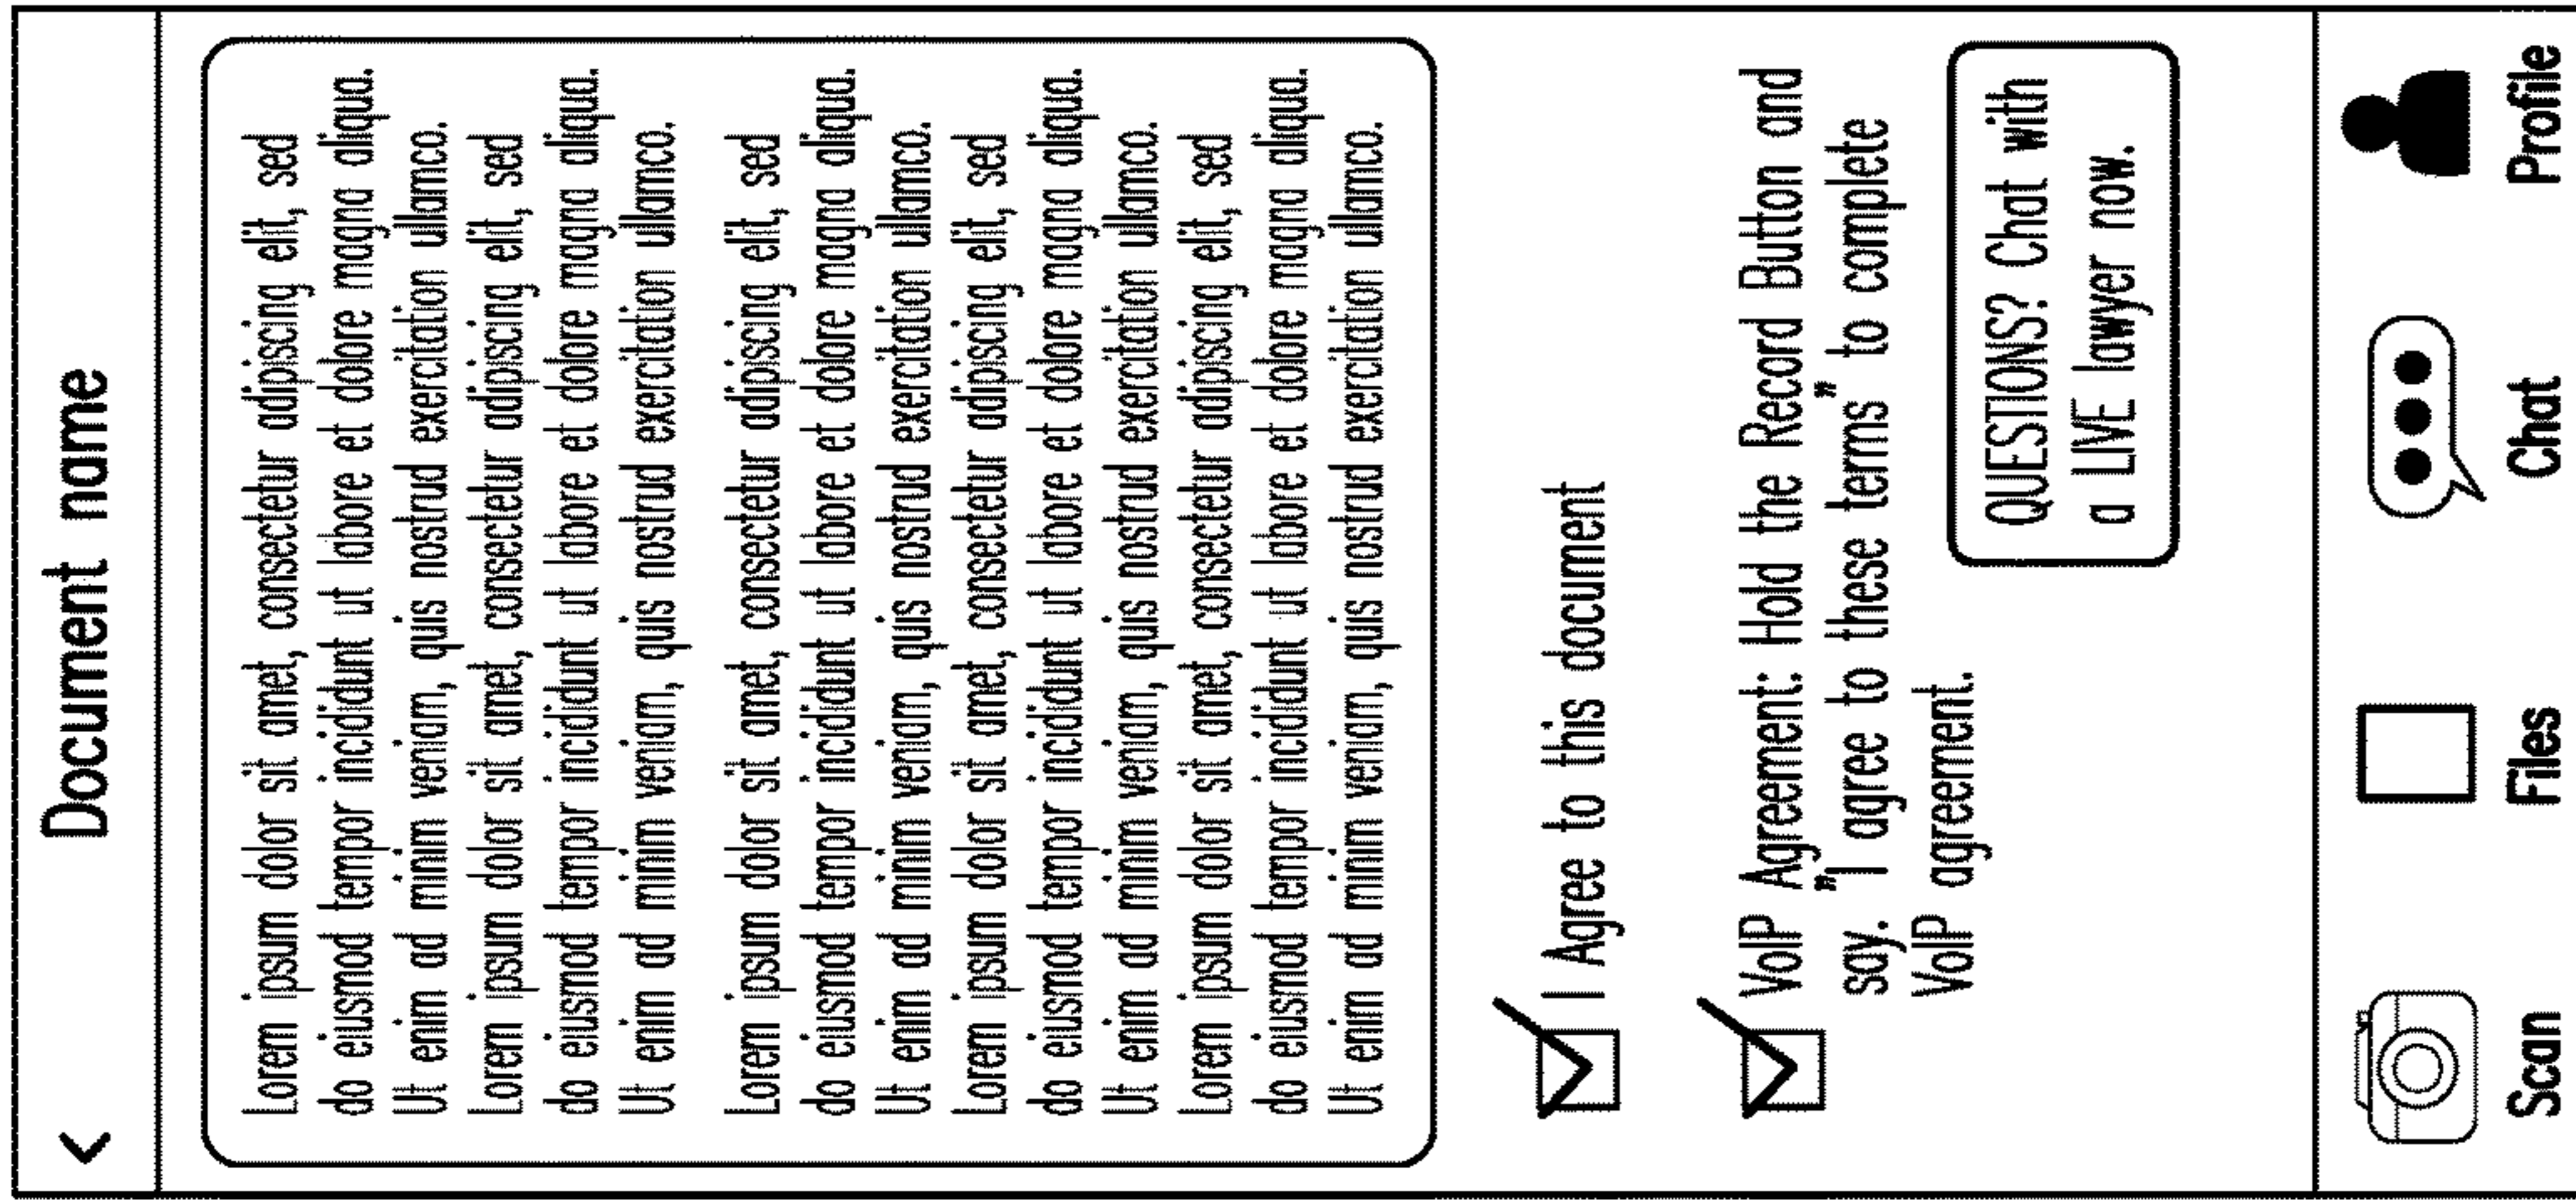 Document name
Lorem ipsum dolor sit amet, consectetur adipiscing elit, sed
do eiusmod tempor incididunt ut labore et dolore magna aliqua.
Ut enim ad minim veniam, quis nostrud exercitation ullamco.
Lorem ipsum dolor sit amet, consectetur adipiscing elit, sed
do eiusmod tempor incididunt ut labore et dolore magna aliqua.
Ut enim ad minim veniam, quis nostrud exercitation ullamco.
Lorem ipsum dolor sit amet, consectetur adipiscing elit, sed
do eiusmod tempor incididunt ut labore et dolore magna aliqua.
Ut enim ad minim veniam, quis nostrud exercitation ullamco.
Lorem ipsum dolor sit amet, consectetur adipiscing elit, sed
do eiusmod tempor incididunt ut labore et dolore magna aliqua.
Ut enim ad minim veniam, quis nostrud exercitation ullamco.
Lorem ipsum dolor sit amet, consectetur adipiscing elit, sed
do eiusmod tempor incididunt ut labore et dolore magna aliqua.
Ut enim ad minim veniam, quis nostrud exercitation ullamco.
I Agree to this document
VoIP Agreement: Hold the Record Button and
say. "I agree to these terms" to complete
VoIP agreement.
QUESTIONS? Chat with
a LIVE lawyer now.
Scan
Files
Chat
Profile